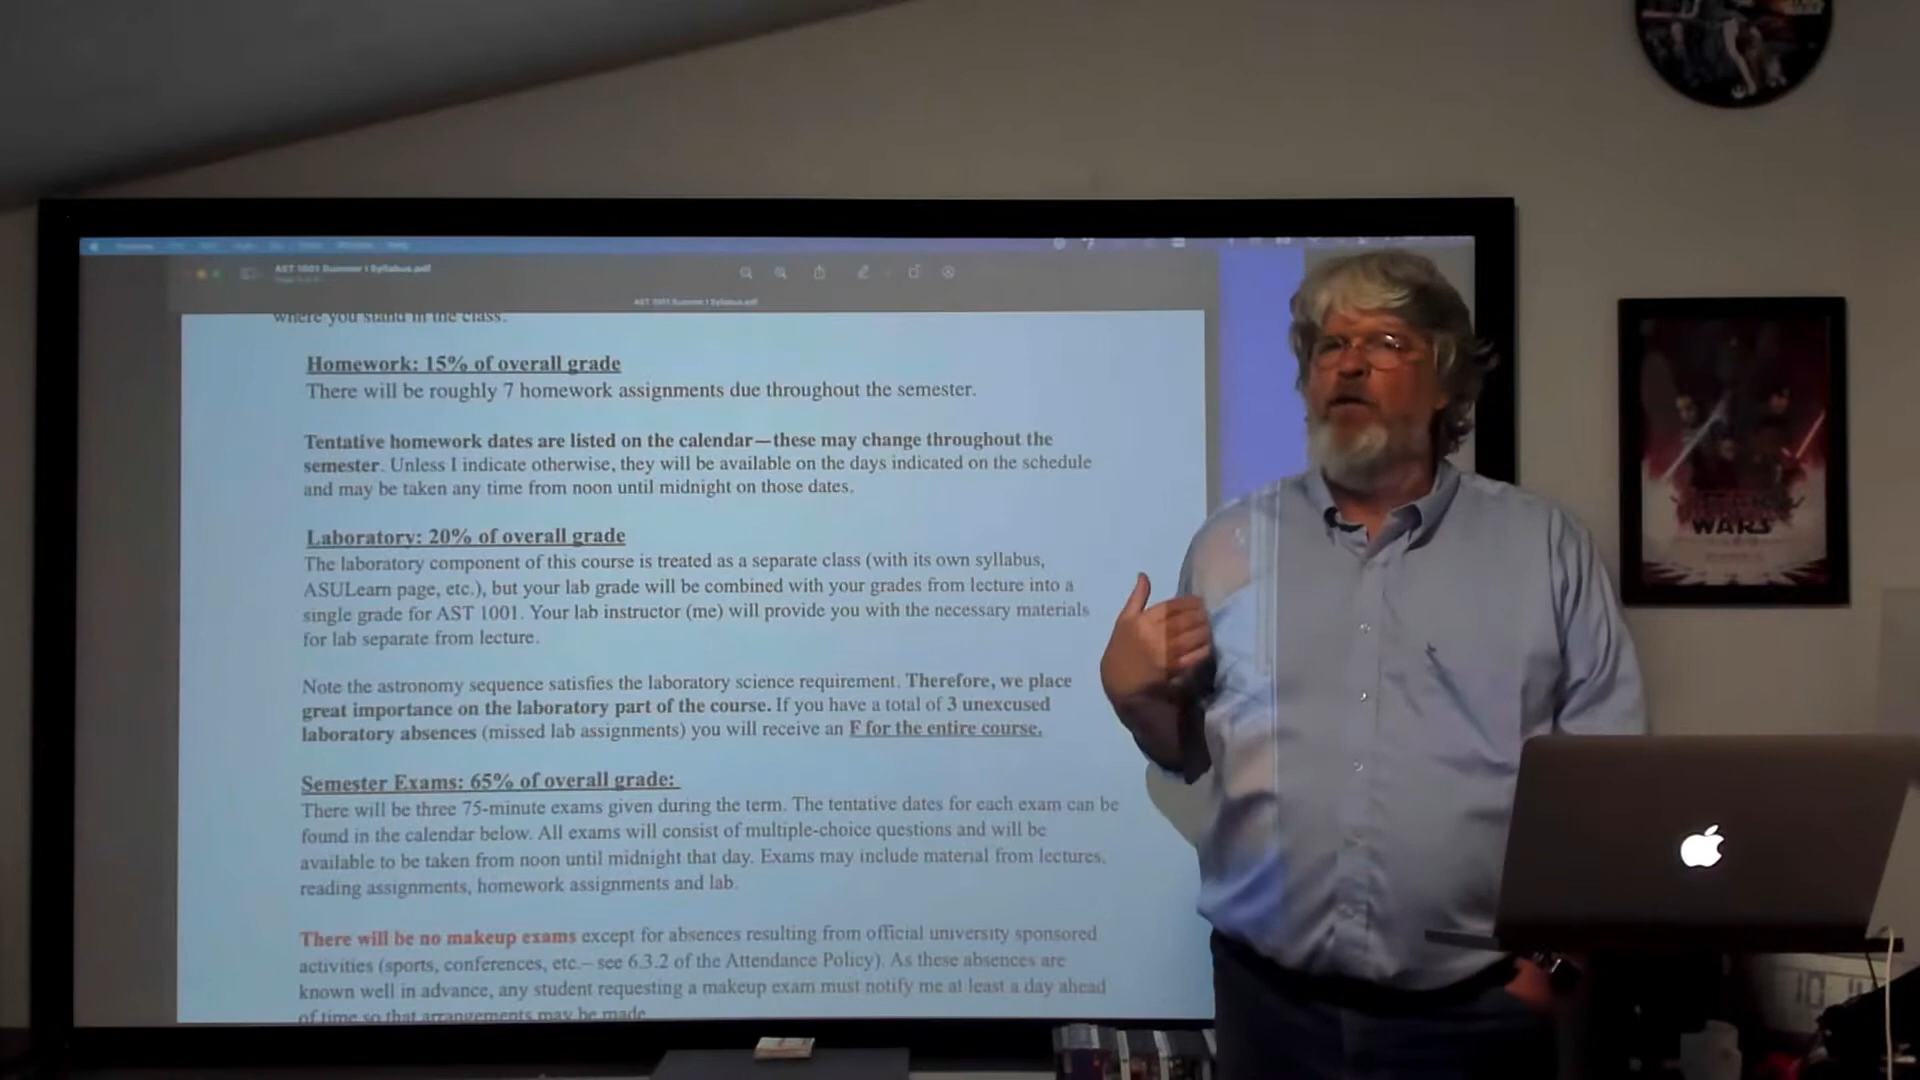 AST 1001 Summer I Syllabus.pdf
AST 1001 Summer I Syllabus.pdf
where you stand in the class.
Homework: 15% of overall grade
There will be roughly 7 homework assignments due throughout the semester.
Tentative homework dates are listed on the calendar—these may change throughout the
semester. Unless I indicate otherwise, they will be available on the days indicated on the schedule
and may be taken any time from noon until midnight on those dates.
Laboratory: 20% of overall grade
The laboratory component of this course is treated as a separate class (with its own syllabus,
ASULearn page, etc.), but your lab grade will be combined with your grades from lecture into a
single grade for AST 1001. Your lab instructor (me) will provide you with the necessary materials
for lab separate from lecture.
Note the astronomy sequence satisfies the laboratory science requirement. Therefore, we place
great importance on the laboratory part of the course. If you have a total of 3 unexcused
laboratory absences (missed lab assignments) you will receive an F for the entire course.
Semester Exams: 65% of overall grade:
There will be three 75-minute exams given during the term. The tentative dates for each exam can be
found in the calendar below. All exams will consist of multiple-choice questions and will be
available to be taken from noon until midnight that day. Exams may include material from lectures,
reading assignments, homework assignments and lab.
There will be no makeup exams except for absences resulting from official university sponsored
activities (sports, conferences, etc.– see 6.3.2 of the Attendance Policy). As these absences are
known well in advance, any student requesting a makeup exam must notify me at least a day ahead
of time so that arrangements may be made
WARS